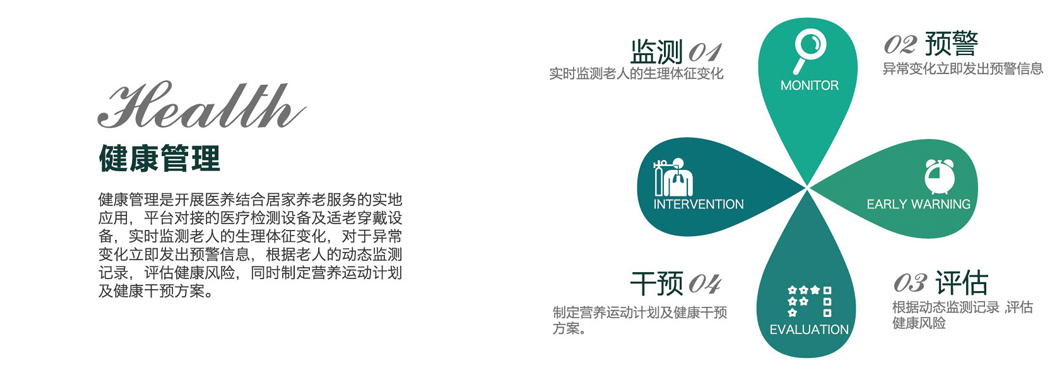 Health
健康管理
健康管理是开展医养结合居家养老服务的实地
应用，平台对接的医疗检测设备及适老穿戴设
备，实时监测老人的生理体征变化，对于异常
变化立即发出预警信息，根据老人的动态监测
记录，评估健康风险，同时制定营养运动计划
及健康干预方案。
监测 01
实时监测老人的生理体征变化
MONITOR
02 预警
异常变化立即发出预警信息
INTERVENTION
EARLY WARNING
干预 04
制定营养运动计划及健康干预
方案。
EVALUATION
03 评估
根据动态监测记录,评估
健康风险